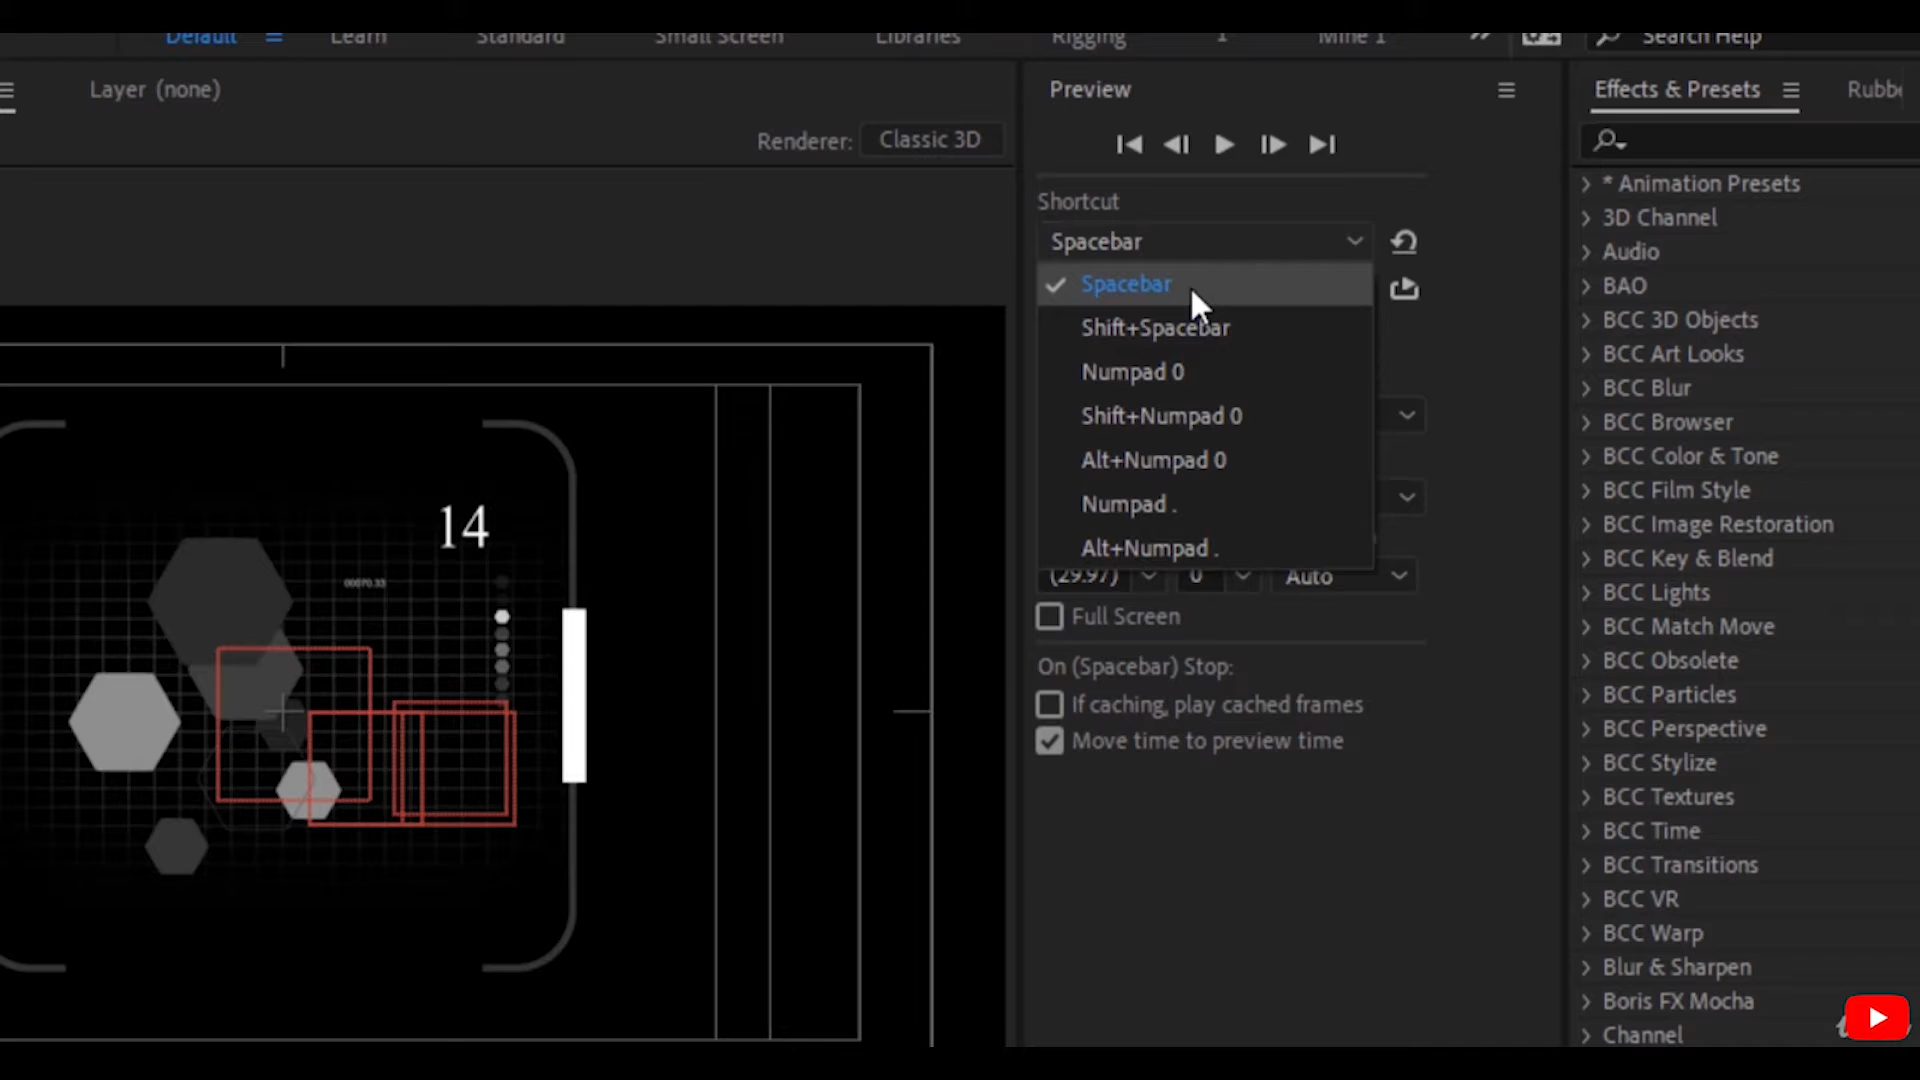 Default
Learn
Standard
Small Screen
Libraries
Rigging
1
Mine 1
Search Help
Layer (none)
Renderer:
Classic 3D
Preview
Shortcut
Spacebar
Spacebar
Shift+Spacebar
Numpad 0
Shift+Numpad 0
Alt+Numpad 0
Numpad .
Alt+Numpad .
(29.97)
0
Auto
Full Screen
On (Spacebar) Stop:
If caching, play cached frames
Move time to preview time
Effects & Presets
* Animation Presets
3D Channel
Audio
BAO
BCC 3D Objects
BCC Art Looks
BCC Blur
BCC Browser
BCC Color & Tone
BCC Film Style
BCC Image Restoration
BCC Key & Blend
BCC Lights
BCC Match Move
BCC Obsolete
BCC Particles
BCC Perspective
BCC Stylize
BCC Textures
BCC Time
BCC Transitions
BCC VR
BCC Warp
Blur & Sharpen
Boris FX Mocha
Channel
14
00070.33